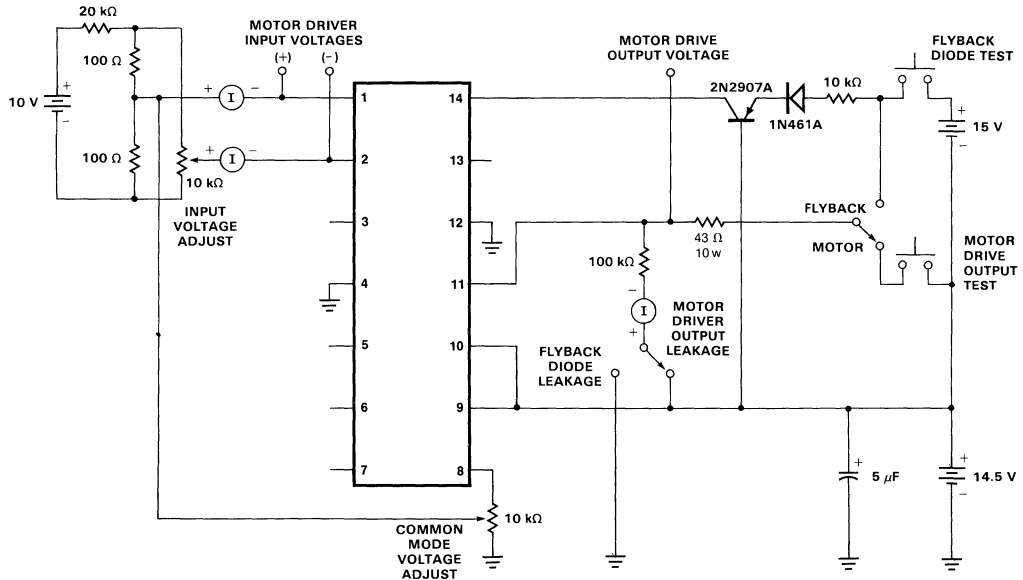 20 kΩ
100 Ω
10 V
+
−
100 Ω
10 kΩ
INPUT
VOLTAGE
ADJUST
MOTOR DRIVER
INPUT VOLTAGES
(+)
(−)
+ I −
+ I −
1
2
3
4
5
6
7
14
13
12
11
10
9
8
MOTOR DRIVE
OUTPUT VOLTAGE
2N2907A
1N461A
10 kΩ
FLYBACK
DIODE TEST
+
15 V
−
FLYBACK
MOTOR
MOTOR
DRIVE
OUTPUT
TEST
43 Ω
10 w
100 kΩ
−
I
+
MOTOR
DRIVER
OUTPUT
LEAKAGE
FLYBACK
DIODE
LEAKAGE
10 kΩ
COMMON
MODE
VOLTAGE
ADJUST
+
5 μF
+
14.5 V
−